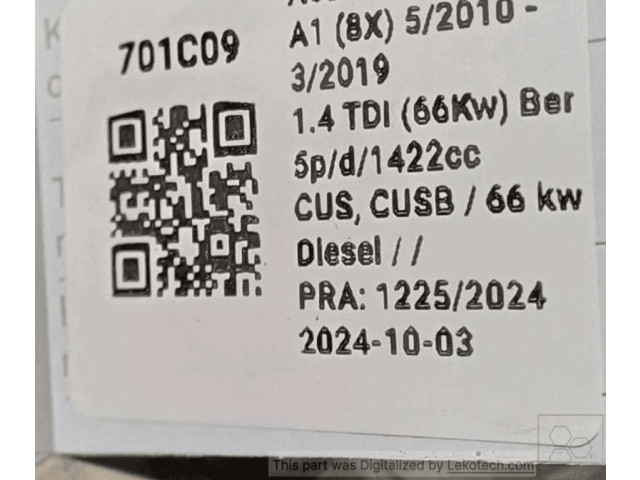 701C09
A1 (8X) 5/2010 -
3/2019
1.4 TDI (66Kw) Ber
5p/d/1422cc
CUS, CUSB / 66 kw
Diesel / /
PRA: 1225/2024
2024-10-03
This part was Digitalized by Lekotech.com